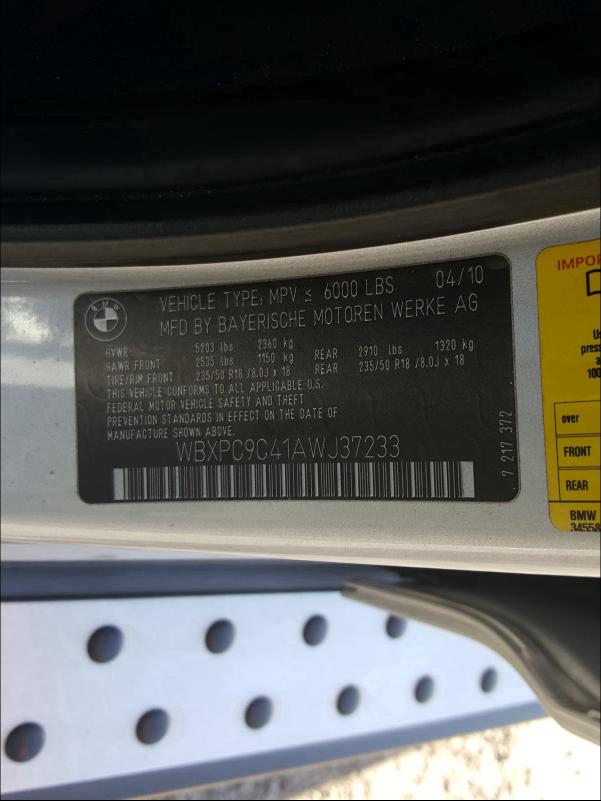 BMW
VEHICLE TYPE: MPV ≤ 6000 LBS 04/10
MFD BY BAYERISCHE MOTOREN WERKE AG
GVWR 5203 lbs 2360 kg
GAWR FRONT 2535 lbs 1150 kg REAR 2910 lbs 1320 kg
TIRE/RIM FRONT 235/50 R18 /8.0J x 18 REAR 235/50 R18 /8.0J x 18
THIS VEHICLE CONFORMS TO ALL APPLICABLE U.S.
FEDERAL MOTOR VEHICLE SAFETY AND THEFT
PREVENTION STANDARDS IN EFFECT ON THE DATE
OF MANUFACTURE SHOWN ABOVE.
WBXPC9C41AWJ37233
7 217 372
IMPOR
over
FRONT
REAR
BMW
34558